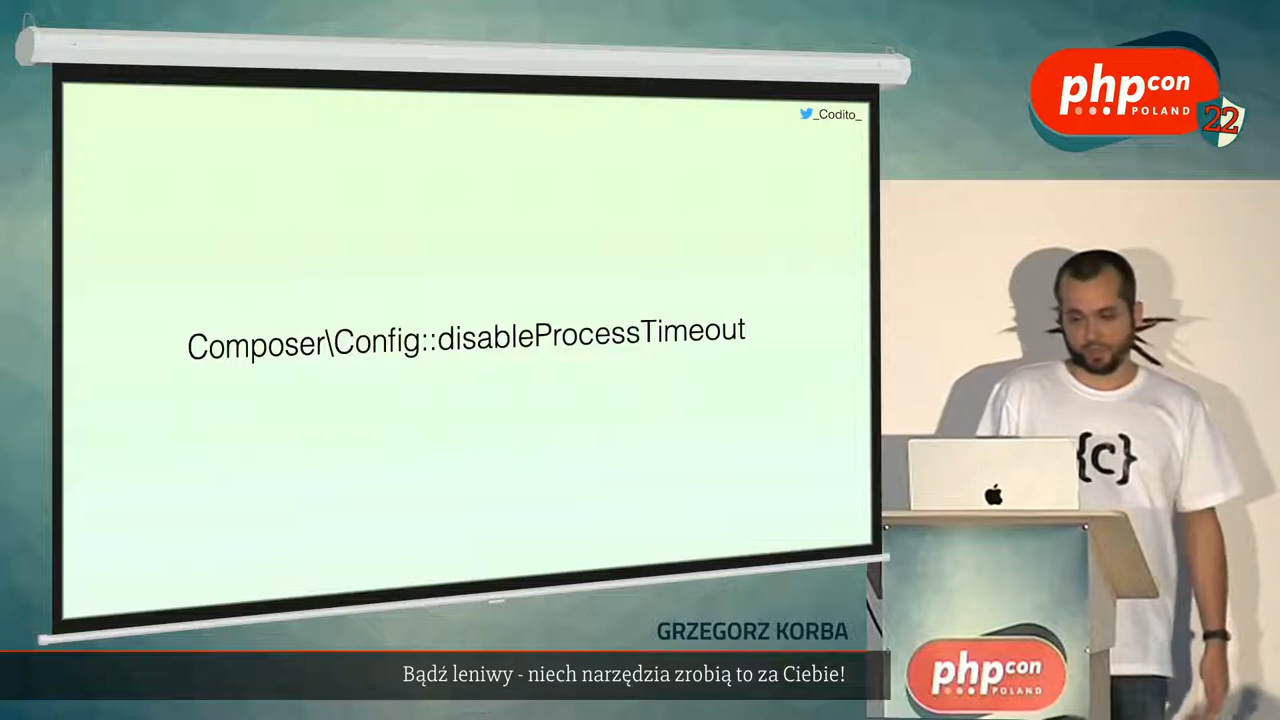 php con
POLAND
22
_Codito_
Composer\Config::disableProcessTimeout
{C}
GRZEGORZ KORBA
Bądź leniwy - niech narzędzia zrobią to za Ciebie!
php con
POLAND